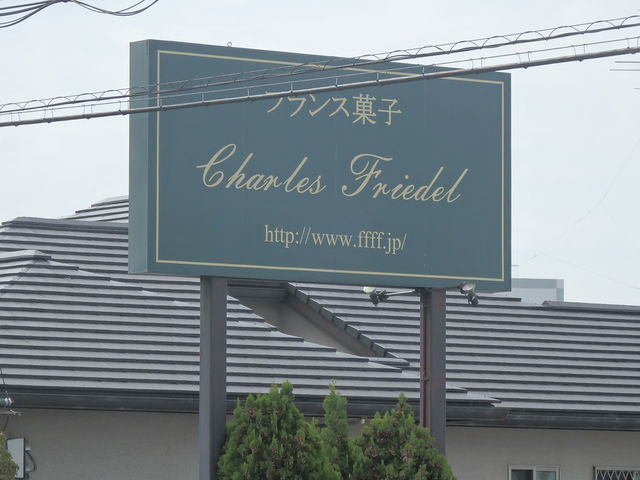 フランス菓子
Charles Friedel
http://www.ffff.jp/